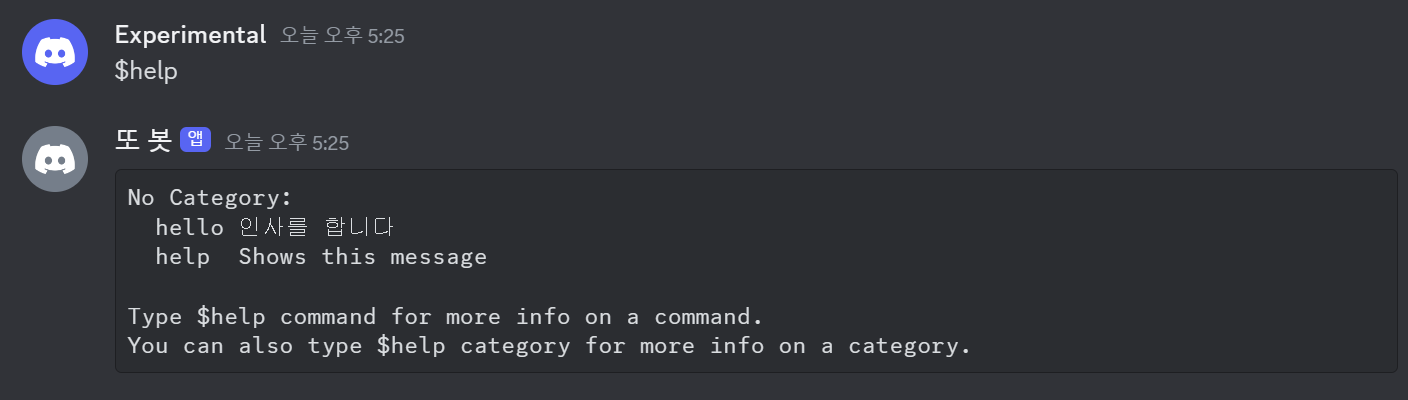 Experimental 오늘 오후 5:25
$help
또 봇 앱 오늘 오후 5:25
No Category:
  hello 인사를 합니다
  help  Shows this message

Type $help command for more info on a command.
You can also type $help category for more info on a category.